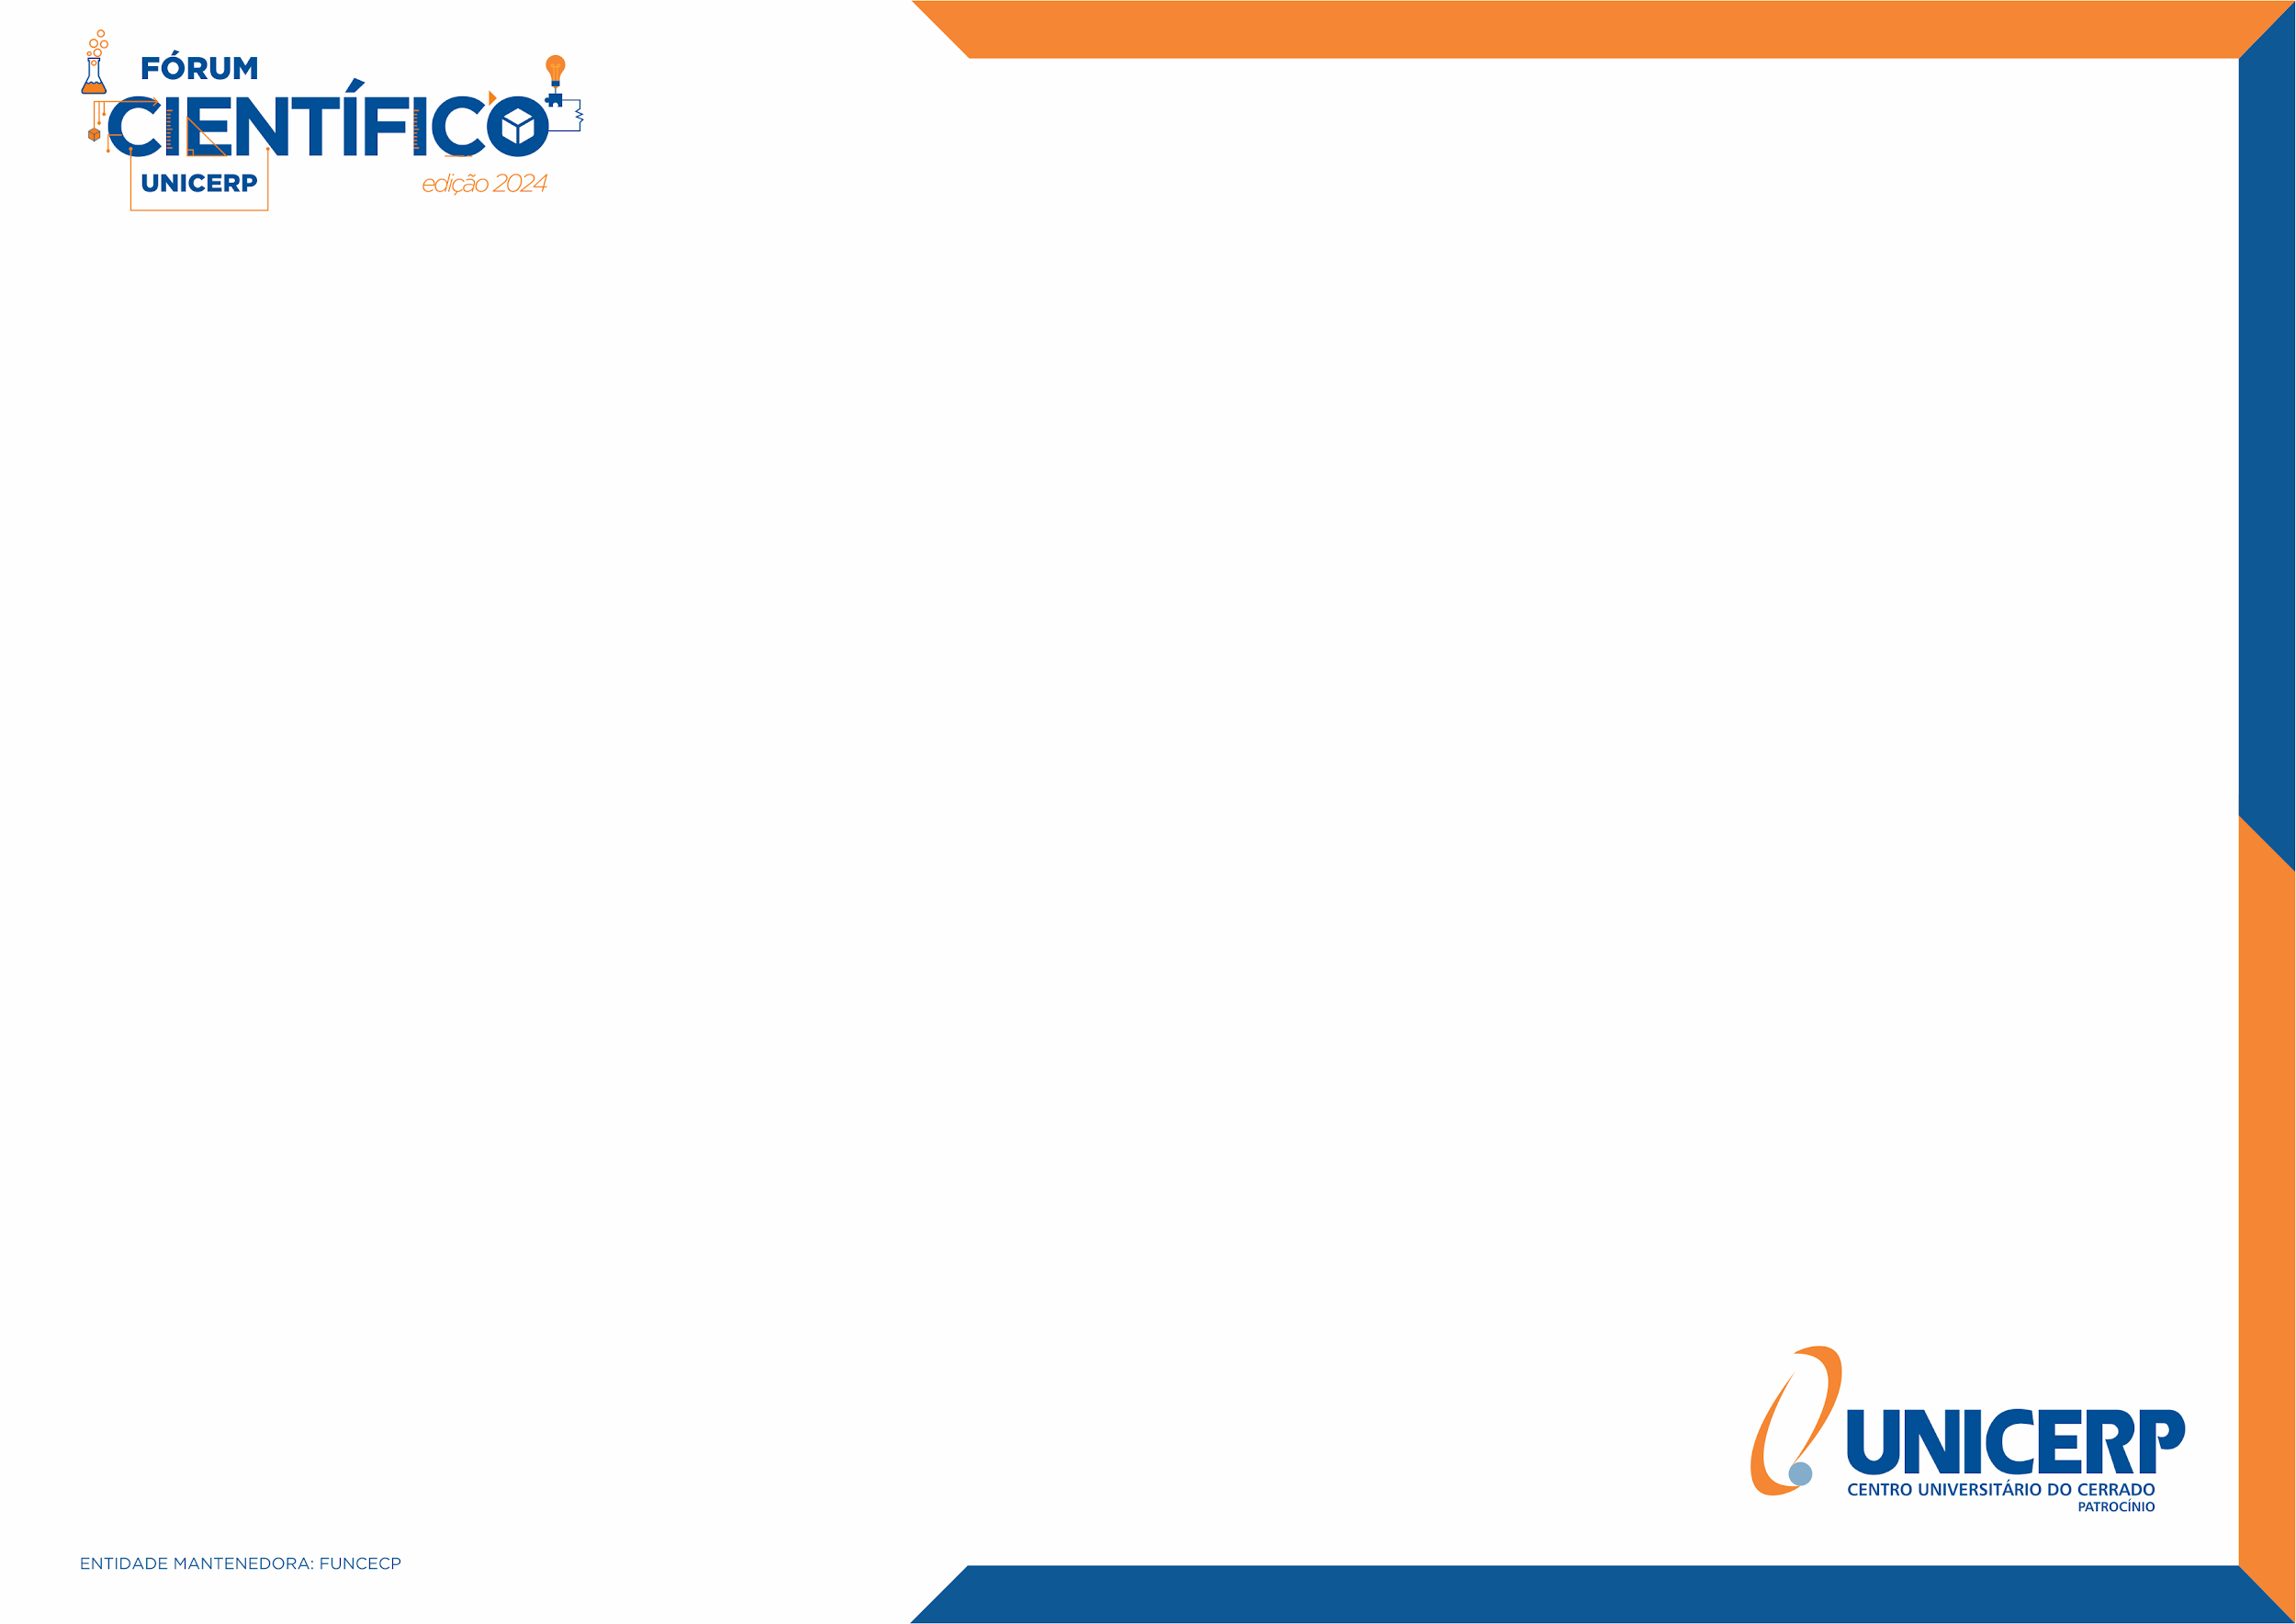 FÓRUM
CIENTÍFICO
UNICERP
edição 2024
UNICERP
CENTRO UNIVERSITÁRIO DO CERRADO
PATROCÍNIO
ENTIDADE MANTENEDORA: FUNCECP